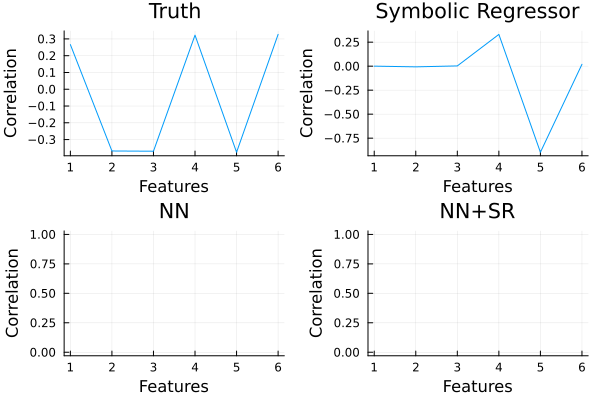 Truth
Correlation
0.3
0.2
0.1
0.0
−0.1
−0.2
−0.3
1 2 3 4 5 6
Features
Symbolic Regressor
Correlation
0.25
0.00
−0.25
−0.50
−0.75
1 2 3 4 5 6
Features
NN
Correlation
1.00
0.75
0.50
0.25
0.00
1 2 3 4 5 6
Features
NN+SR
Correlation
1.00
0.75
0.50
0.25
0.00
1 2 3 4 5 6
Features